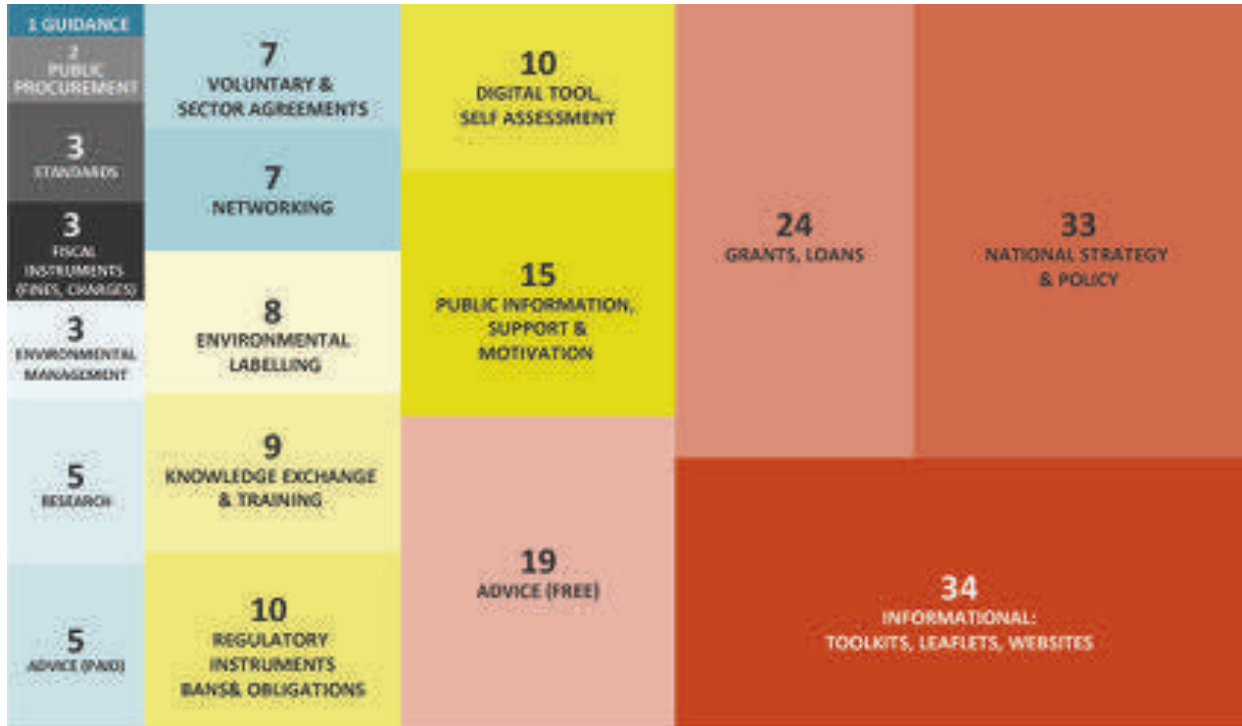 1 GUIDANCE
2
PUBLIC
PROCUREMENT
3
STANDARDS
3
FISCAL
INSTRUMENTS
(FINES, CHARGES)
3
ENVIRONMENTAL
MANAGEMENT
5
RESEARCH
5
ADVICE (PAID)
7
VOLUNTARY &
SECTOR AGREEMENTS
7
NETWORKING
8
ENVIRONMENTAL
LABELLING
9
KNOWLEDGE EXCHANGE
& TRAINING
10
REGULATORY
INSTRUMENTS
BANS& OBLIGATIONS
10
DIGITAL TOOL,
SELF ASSESSMENT
15
PUBLIC INFORMATION,
SUPPORT &
MOTIVATION
19
ADVICE (FREE)
24
GRANTS, LOANS
33
NATIONAL STRATEGY
& POLICY
34
INFORMATIONAL:
TOOLKITS, LEAFLETS, WEBSITES